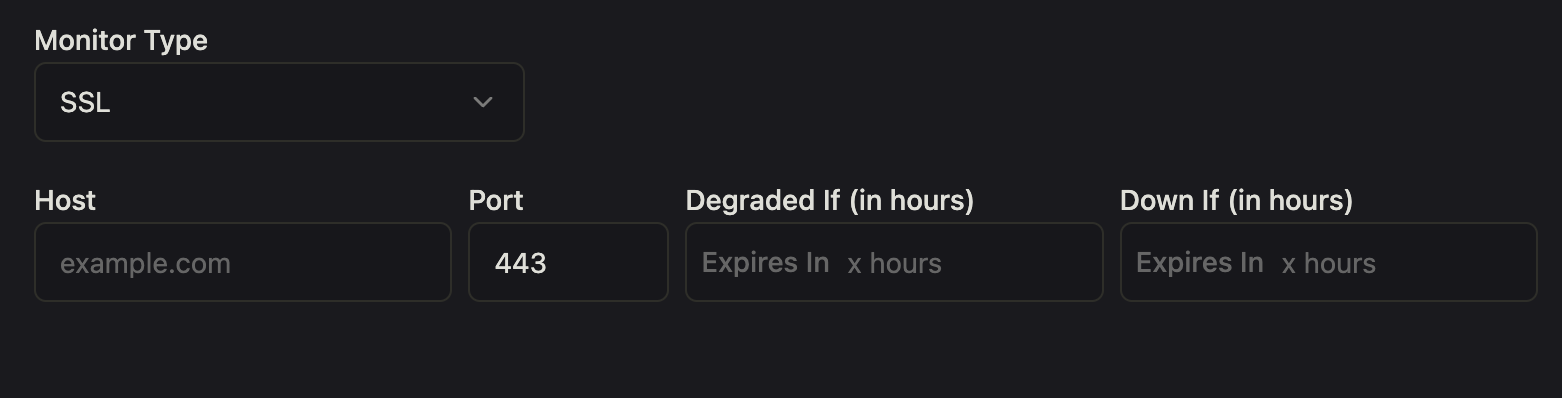 Monitor Type
SSL
Host Port Degraded If (in hours) Down If (in hours)
example.com 443 Expires In x hours Expires In x hours